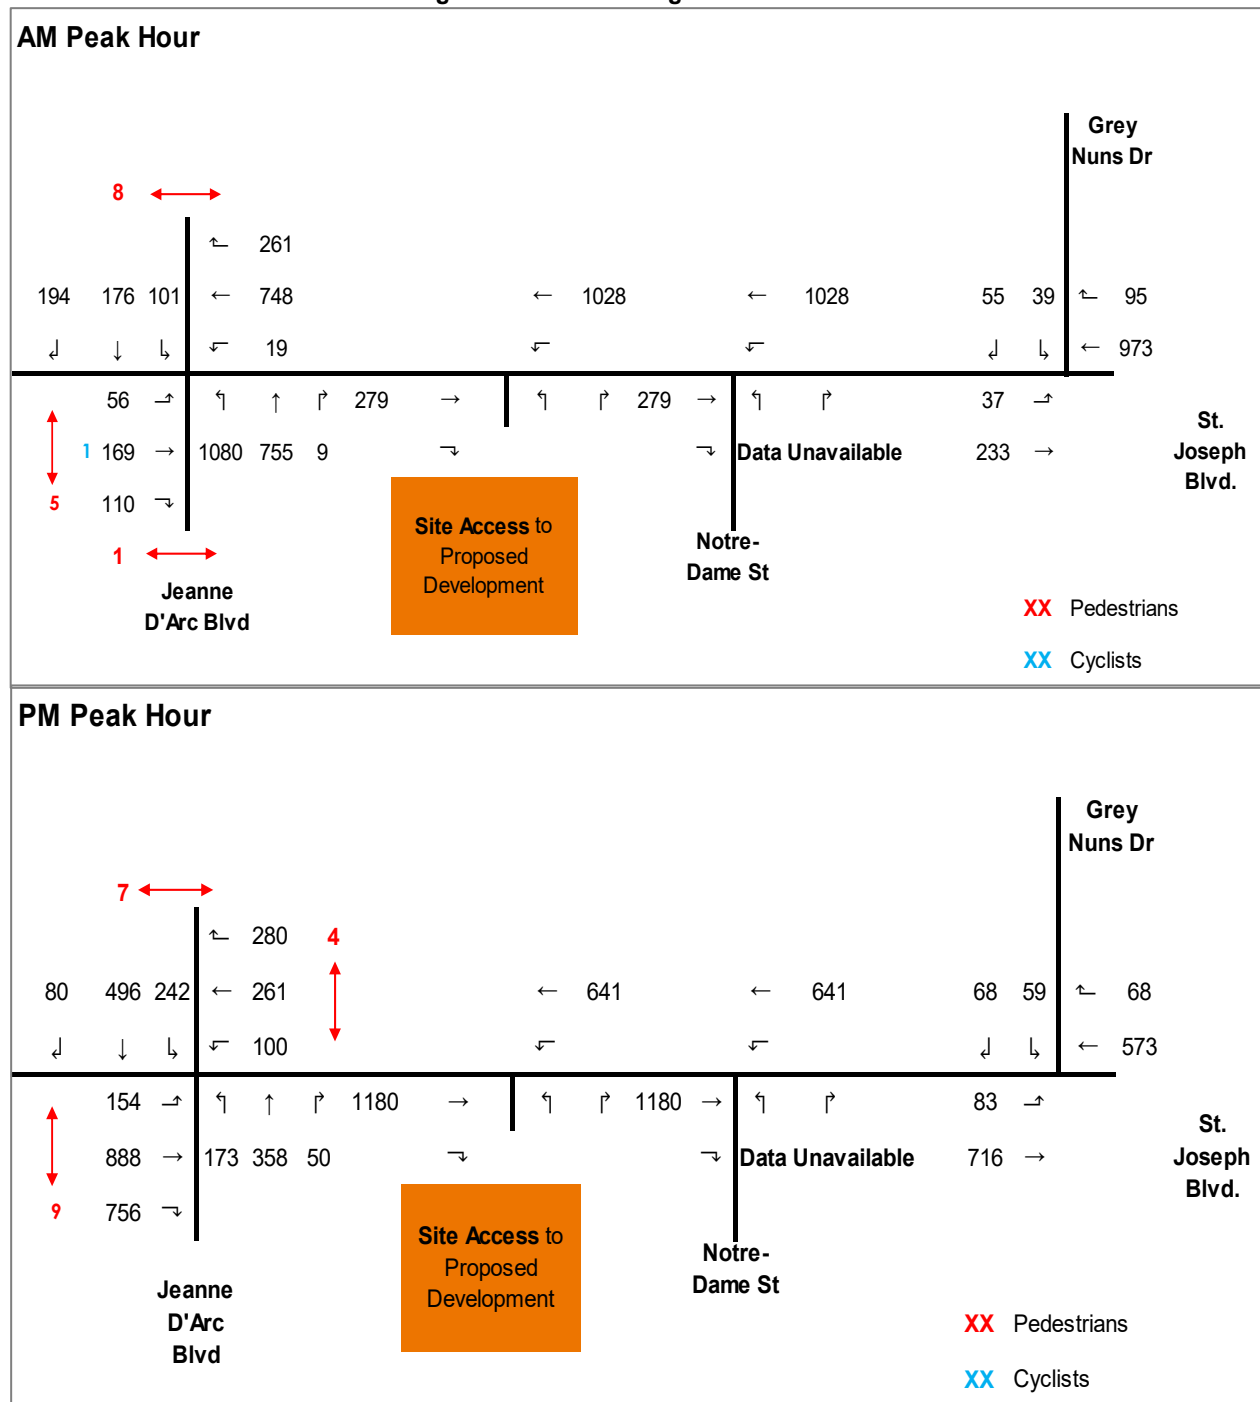 AM Peak Hour
Grey
Nuns Dr
8
261
194 176 101 ← 748 ← 1028 ← 1028 55 39 95
↓ 19 ← 973
56 ↑ 279 → 279 → 37
1 169 → 1080 755 9 Data Unavailable 233 →
St.
Joseph
Blvd.
5 110
Site Access to
Proposed
Development
Notre-
Dame St
1
Jeanne
D'Arc Blvd
XX Pedestrians
XX Cyclists
PM Peak Hour
Grey
Nuns Dr
7
280 4
80 496 242 ← 261 ← 641 ← 641 68 59 68
↓ 100 ← 573
154 ↑ 1180 → 1180 → 83
888 → 173 358 50 Data Unavailable 716 →
St.
Joseph
Blvd.
9 756
Site Access to
Proposed
Development
Notre-
Dame St
Jeanne
D'Arc
Blvd
XX Pedestrians
XX Cyclists